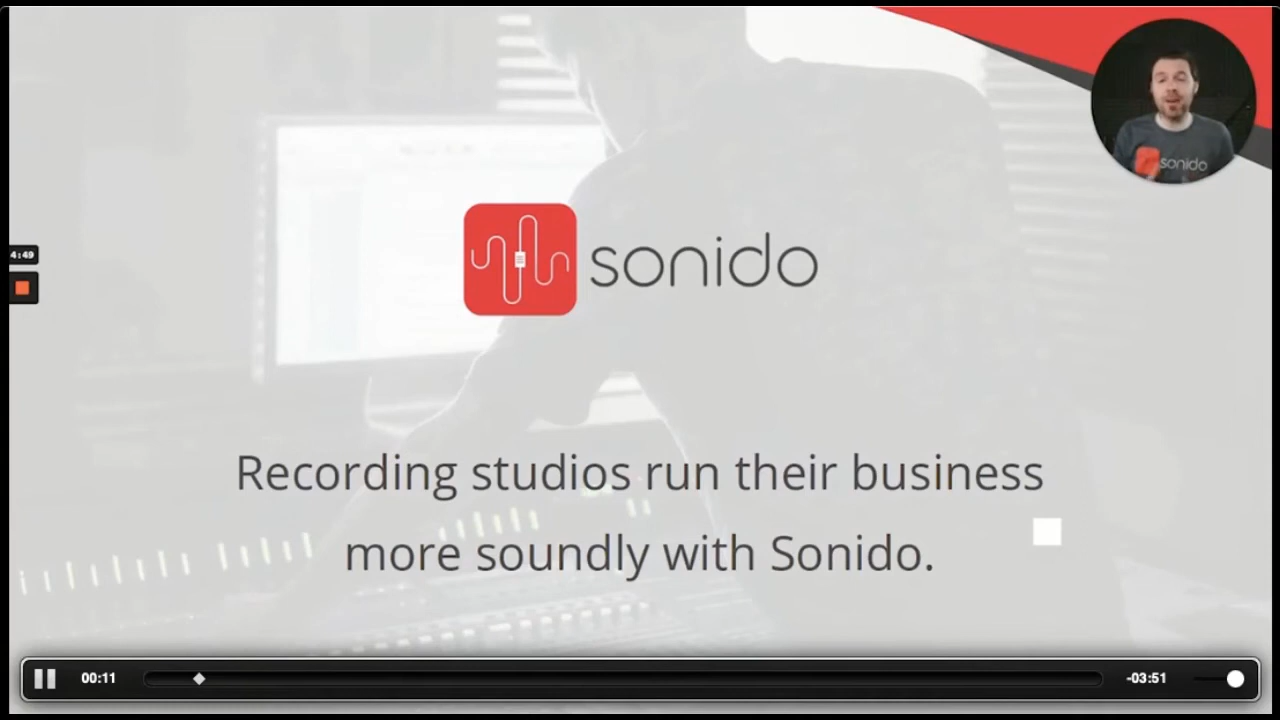 sonido
4:49
sonido
Recording studios run their business
more soundly with Sonido.
00:11
-03:51